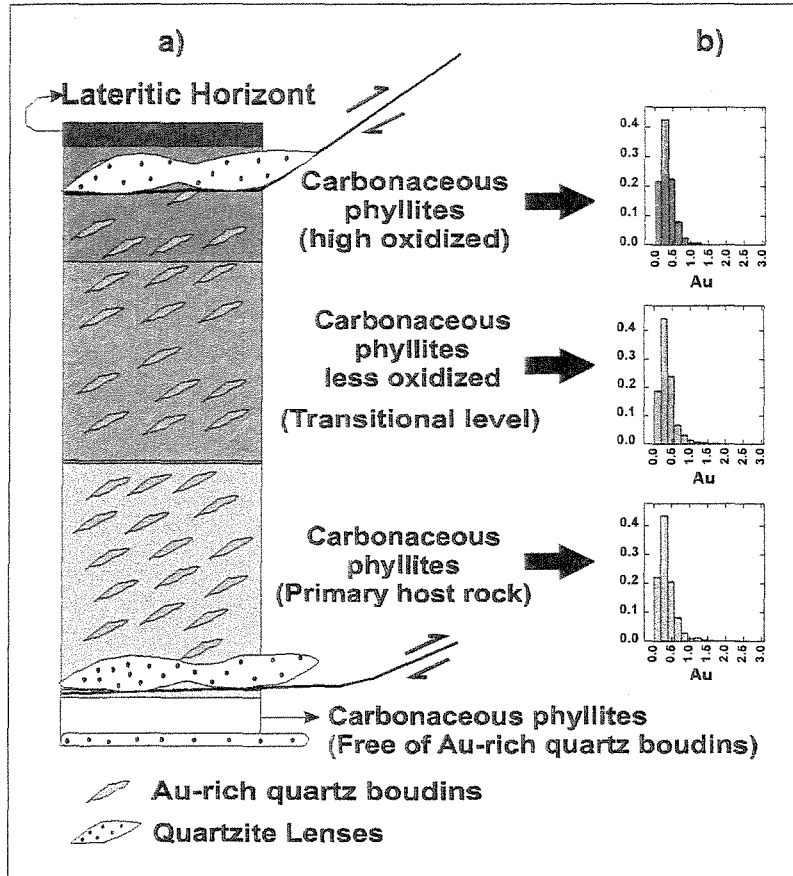 a)
b)
Lateritic Horizont
Carbonaceous
phyllites
(high oxidized)
0.4
0.3
0.2
0.1
0.0
0.0
0.5
1.0
1.5
2.0
2.5
3.0
Au
Carbonaceous
phyllites
less oxidized
(Transitional level)
0.4
0.3
0.2
0.1
0.0
0.0
0.5
1.0
1.5
2.0
2.5
3.0
Au
Carbonaceous
phyllites
(Primary host rock)
0.4
0.3
0.2
0.1
0.0
0.0
0.5
1.0
1.5
2.0
2.5
3.0
Au
Carbonaceous phyllites
(Free of Au-rich quartz boudins)
Au-rich quartz boudins
Quartzite Lenses